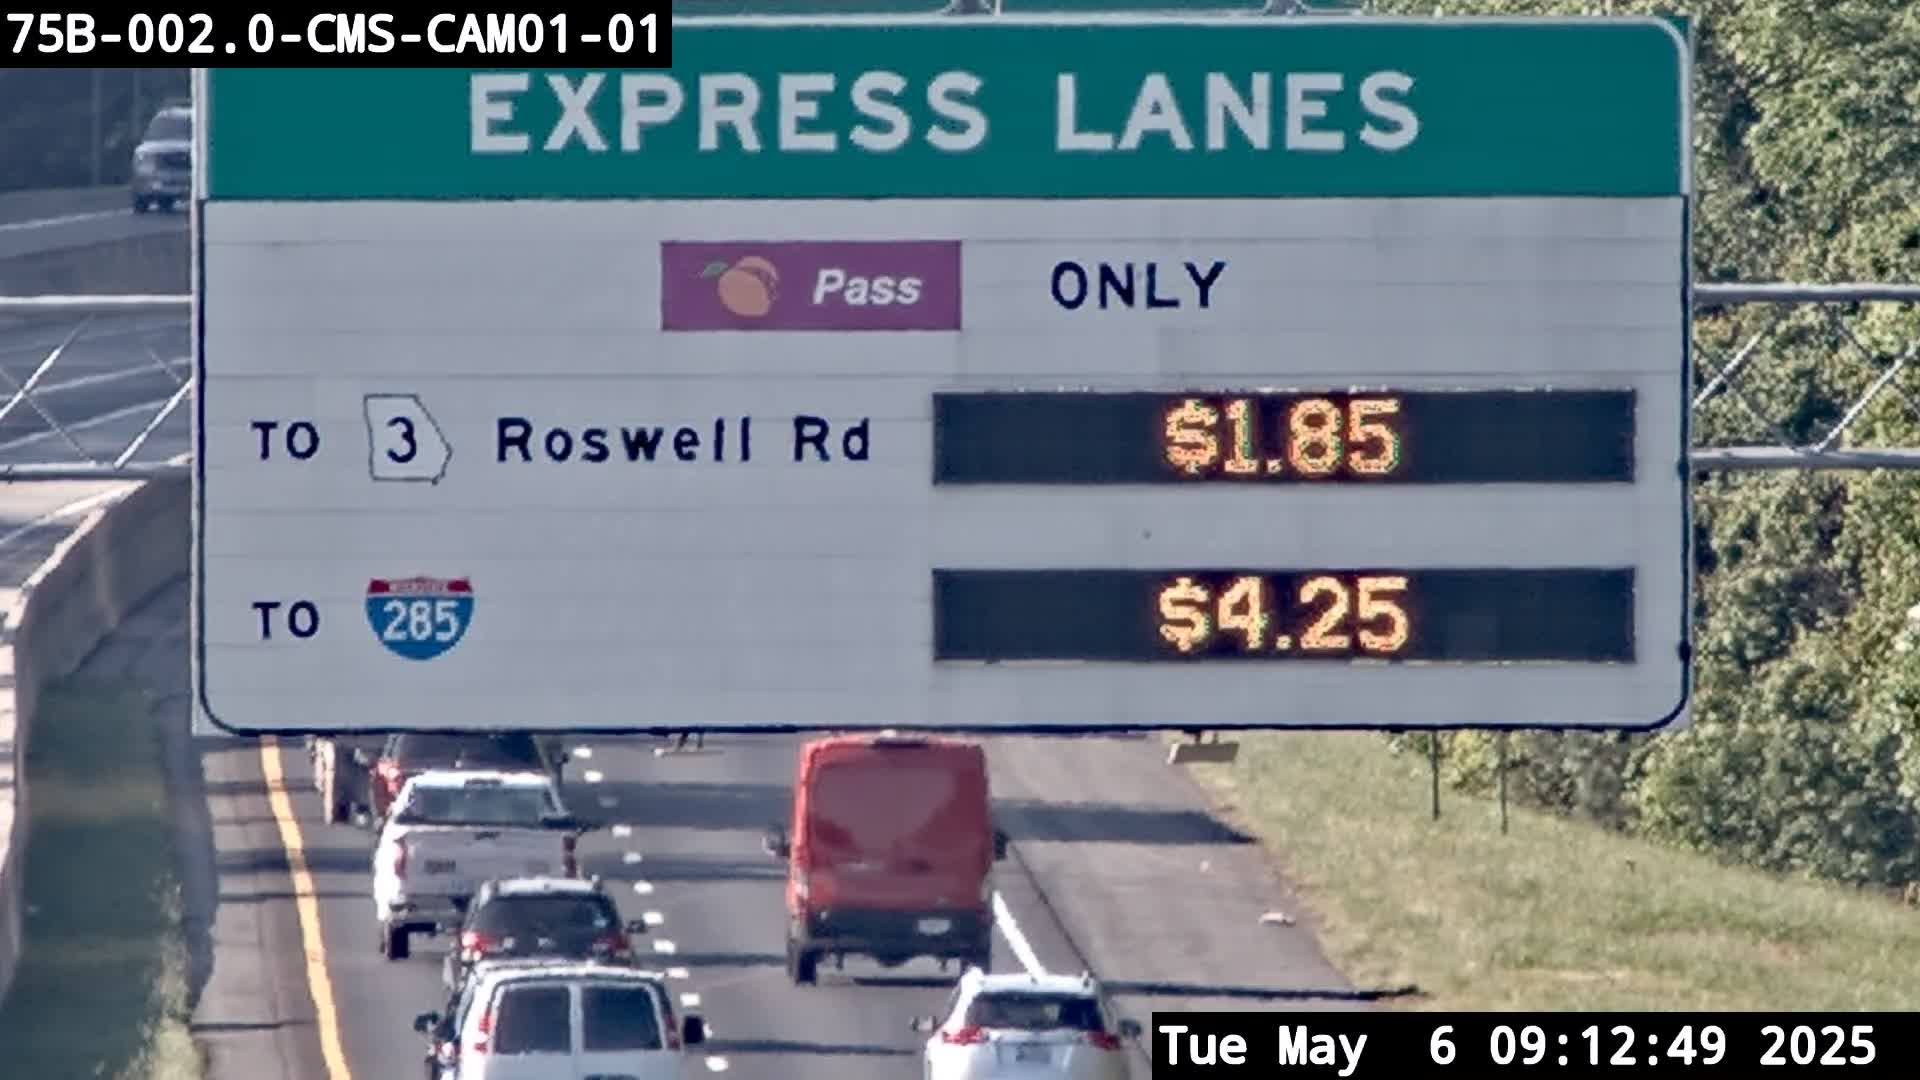 75B-002.0-CMS-CAM01-01
EXPRESS LANES
Pass ONLY
TO 3 Roswell Rd $1.85
TO 285 $4.25
Tue May 6 09:12:49 2025